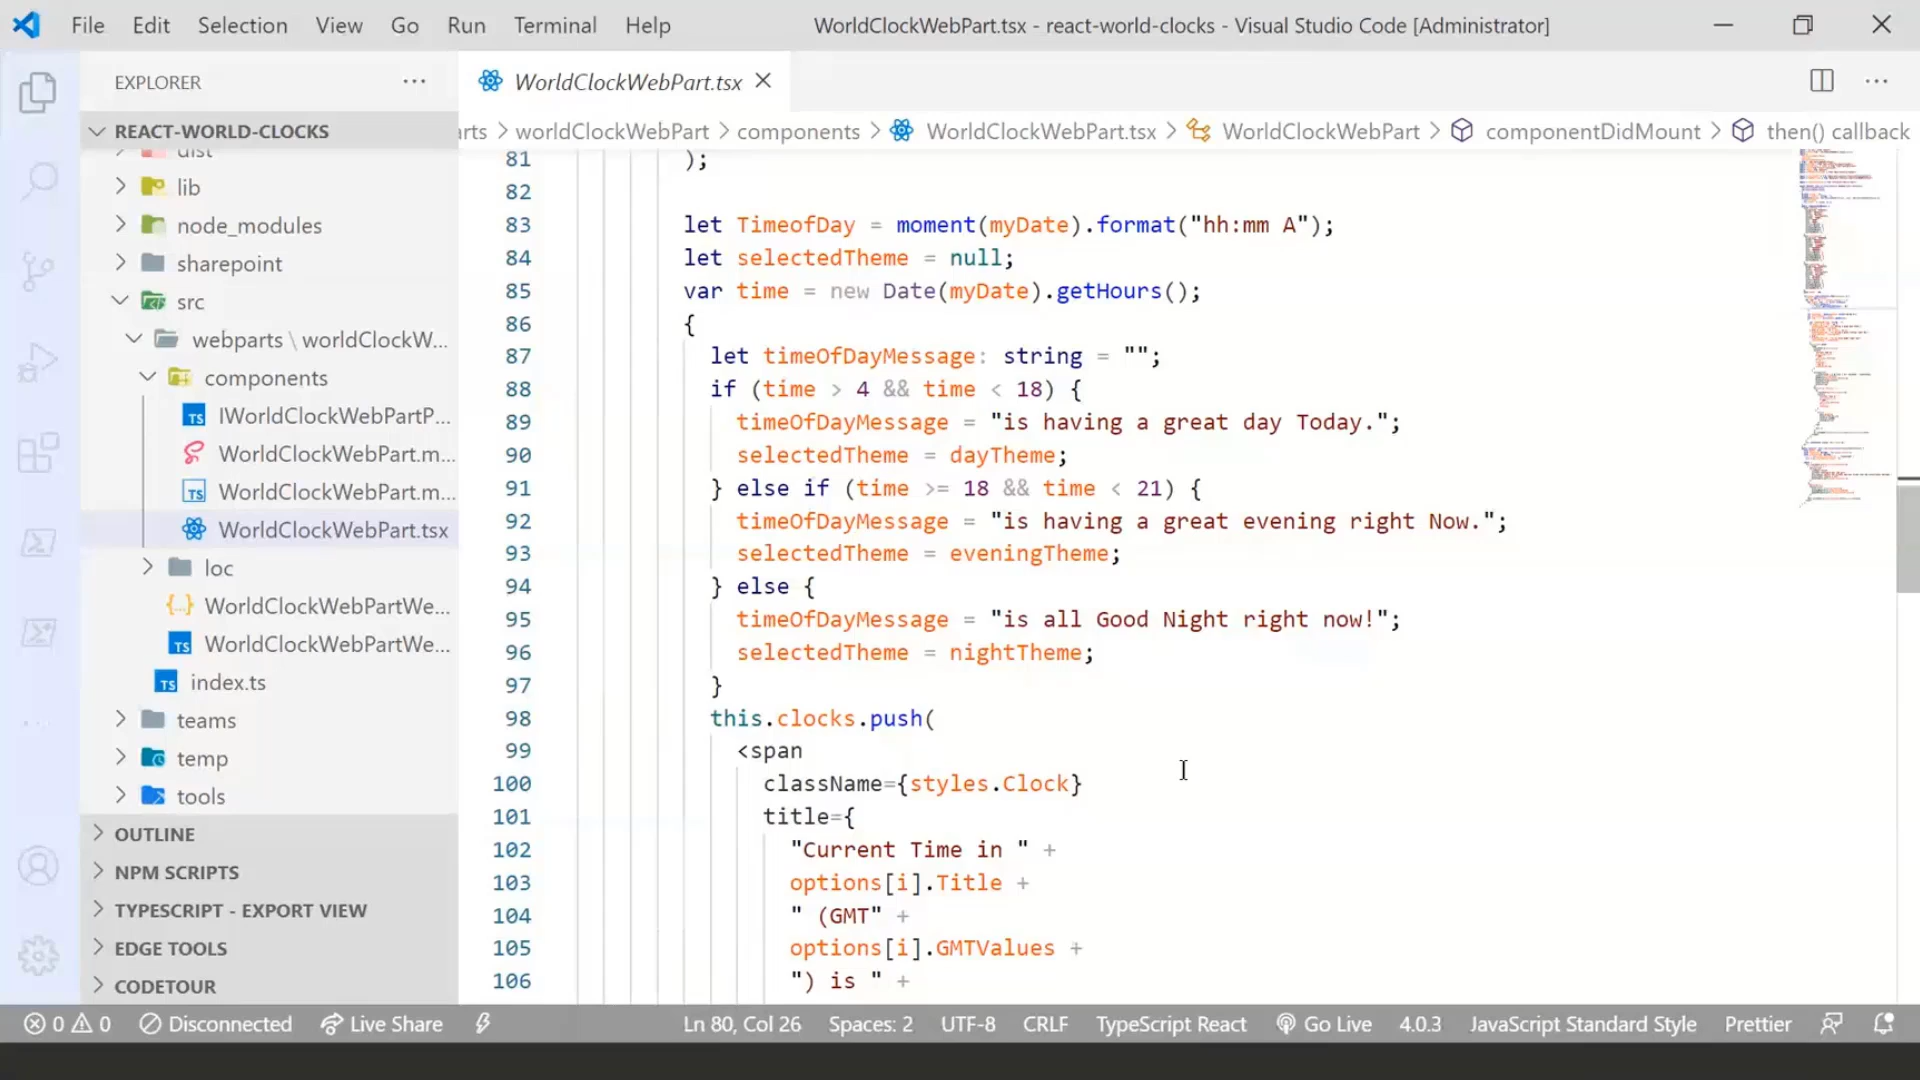 File Edit Selection View Go Run Terminal Help WorldClockWebPart.tsx - react-world-clocks - Visual Studio Code [Administrator]
EXPLORER ··· WorldClockWebPart.tsx ···
REACT-WORLD-CLOCKS
arts > worldClockWebPart > components > WorldClockWebPart.tsx > WorldClockWebPart > componentDidMount > then() callback
dist
lib
node_modules
sharepoint
src
webparts \ worldClockW...
components
TS IWorldClockWebPartP...
WorldClockWebPart.m...
TS WorldClockWebPart.m...
WorldClockWebPart.tsx
loc
{..} WorldClockWebPartWe...
TS WorldClockWebPartWe...
TS index.ts
teams
temp
tools
OUTLINE
NPM SCRIPTS
TYPESCRIPT - EXPORT VIEW
EDGE TOOLS
CODETOUR
81 );
82
83 let TimeofDay = moment(myDate).format("hh:mm A");
84 let selectedTheme = null;
85 var time = new Date(myDate).getHours();
86 {
87 let timeOfDayMessage: string = "";
88 if (time > 4 && time < 18) {
89 timeOfDayMessage = "is having a great day Today.";
90 selectedTheme = dayTheme;
91 } else if (time >= 18 && time < 21) {
92 timeOfDayMessage = "is having a great evening right Now.";
93 selectedTheme = eveningTheme;
94 } else {
95 timeOfDayMessage = "is all Good Night right now!";
96 selectedTheme = nightTheme;
97 }
98 this.clocks.push(
99 <span
100 className={styles.Clock}
101 title={
102 "Current Time in " +
103 options[i].Title +
104 " (GMT" +
105 options[i].GMTValues +
106 ") is " +
0 0 Disconnected Live Share Ln 80, Col 26 Spaces: 2 UTF-8 CRLF TypeScript React Go Live 4.0.3 JavaScript Standard Style Prettier